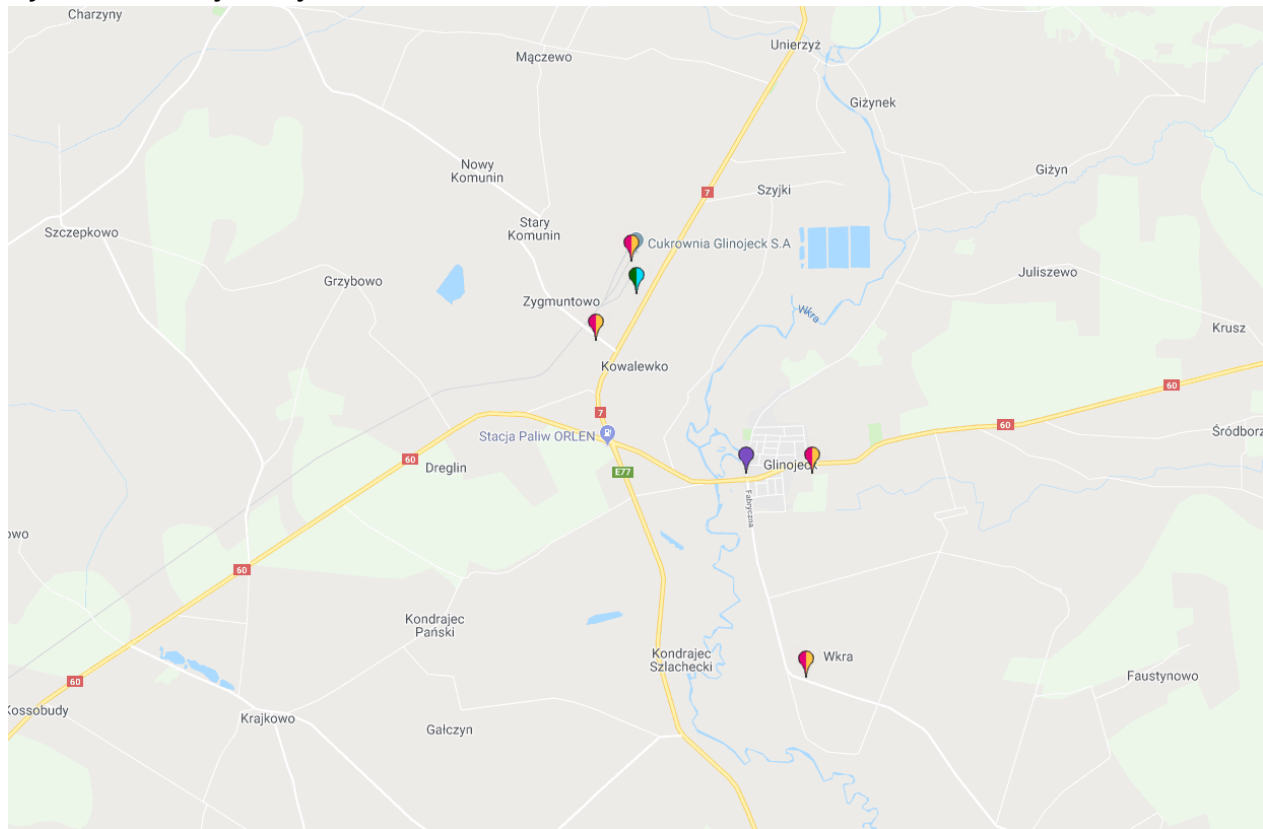 Charzyny
Unierzyż
Mączewo
Giżynek
Nowy
Komunin
Giżyn
7
Szyjki
Stary
Komunin
Szczepkowo
Cukrownia Glinojeck S.A
Juliszewo
Grzybowo
Zygmuntowo
Wkra
Krusz
Kowalewko
60
7
60
Stacja Paliw ORLEN
Śródborz
60
Dreglin
Glinojeck
E77
Fabryczna
owo
60
Kondrajec
Pański
Kondrajec
Szlachecki
Wkra
Faustynowo
60
Kossobudy
Krajkowo
Gałczyn